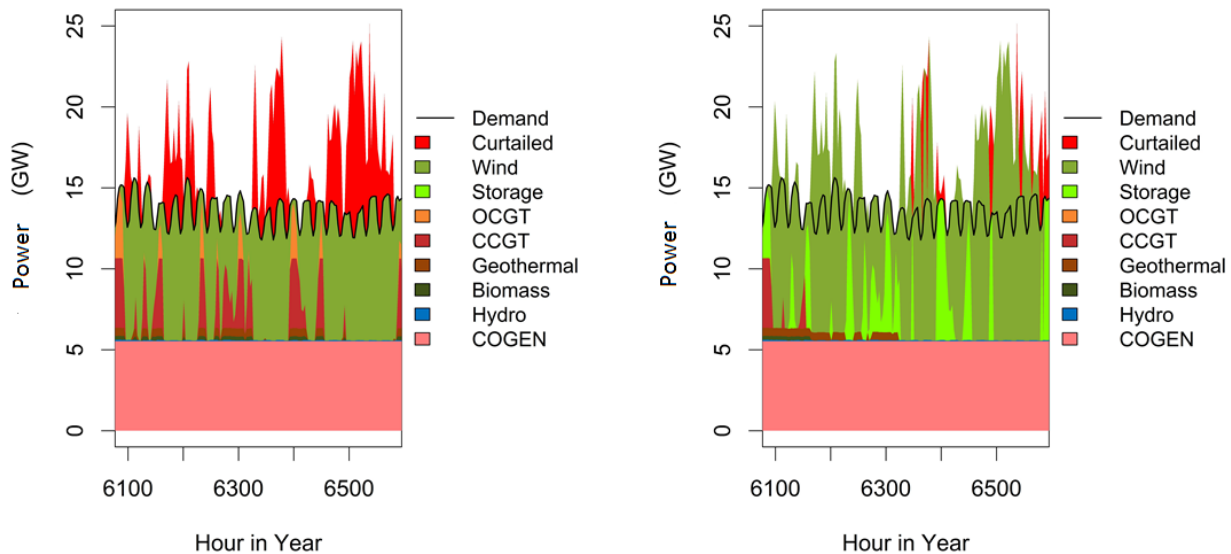 25
20
15
10
5
0
Power (GW)
6100 6300 6500
Hour in Year
Demand
Curtailed
Wind
Storage
OCGT
CCGT
Geothermal
Biomass
Hydro
COGEN
25
20
15
10
5
0
Power (GW)
6100 6300 6500
Hour in Year
Demand
Curtailed
Wind
Storage
OCGT
CCGT
Geothermal
Biomass
Hydro
COGEN